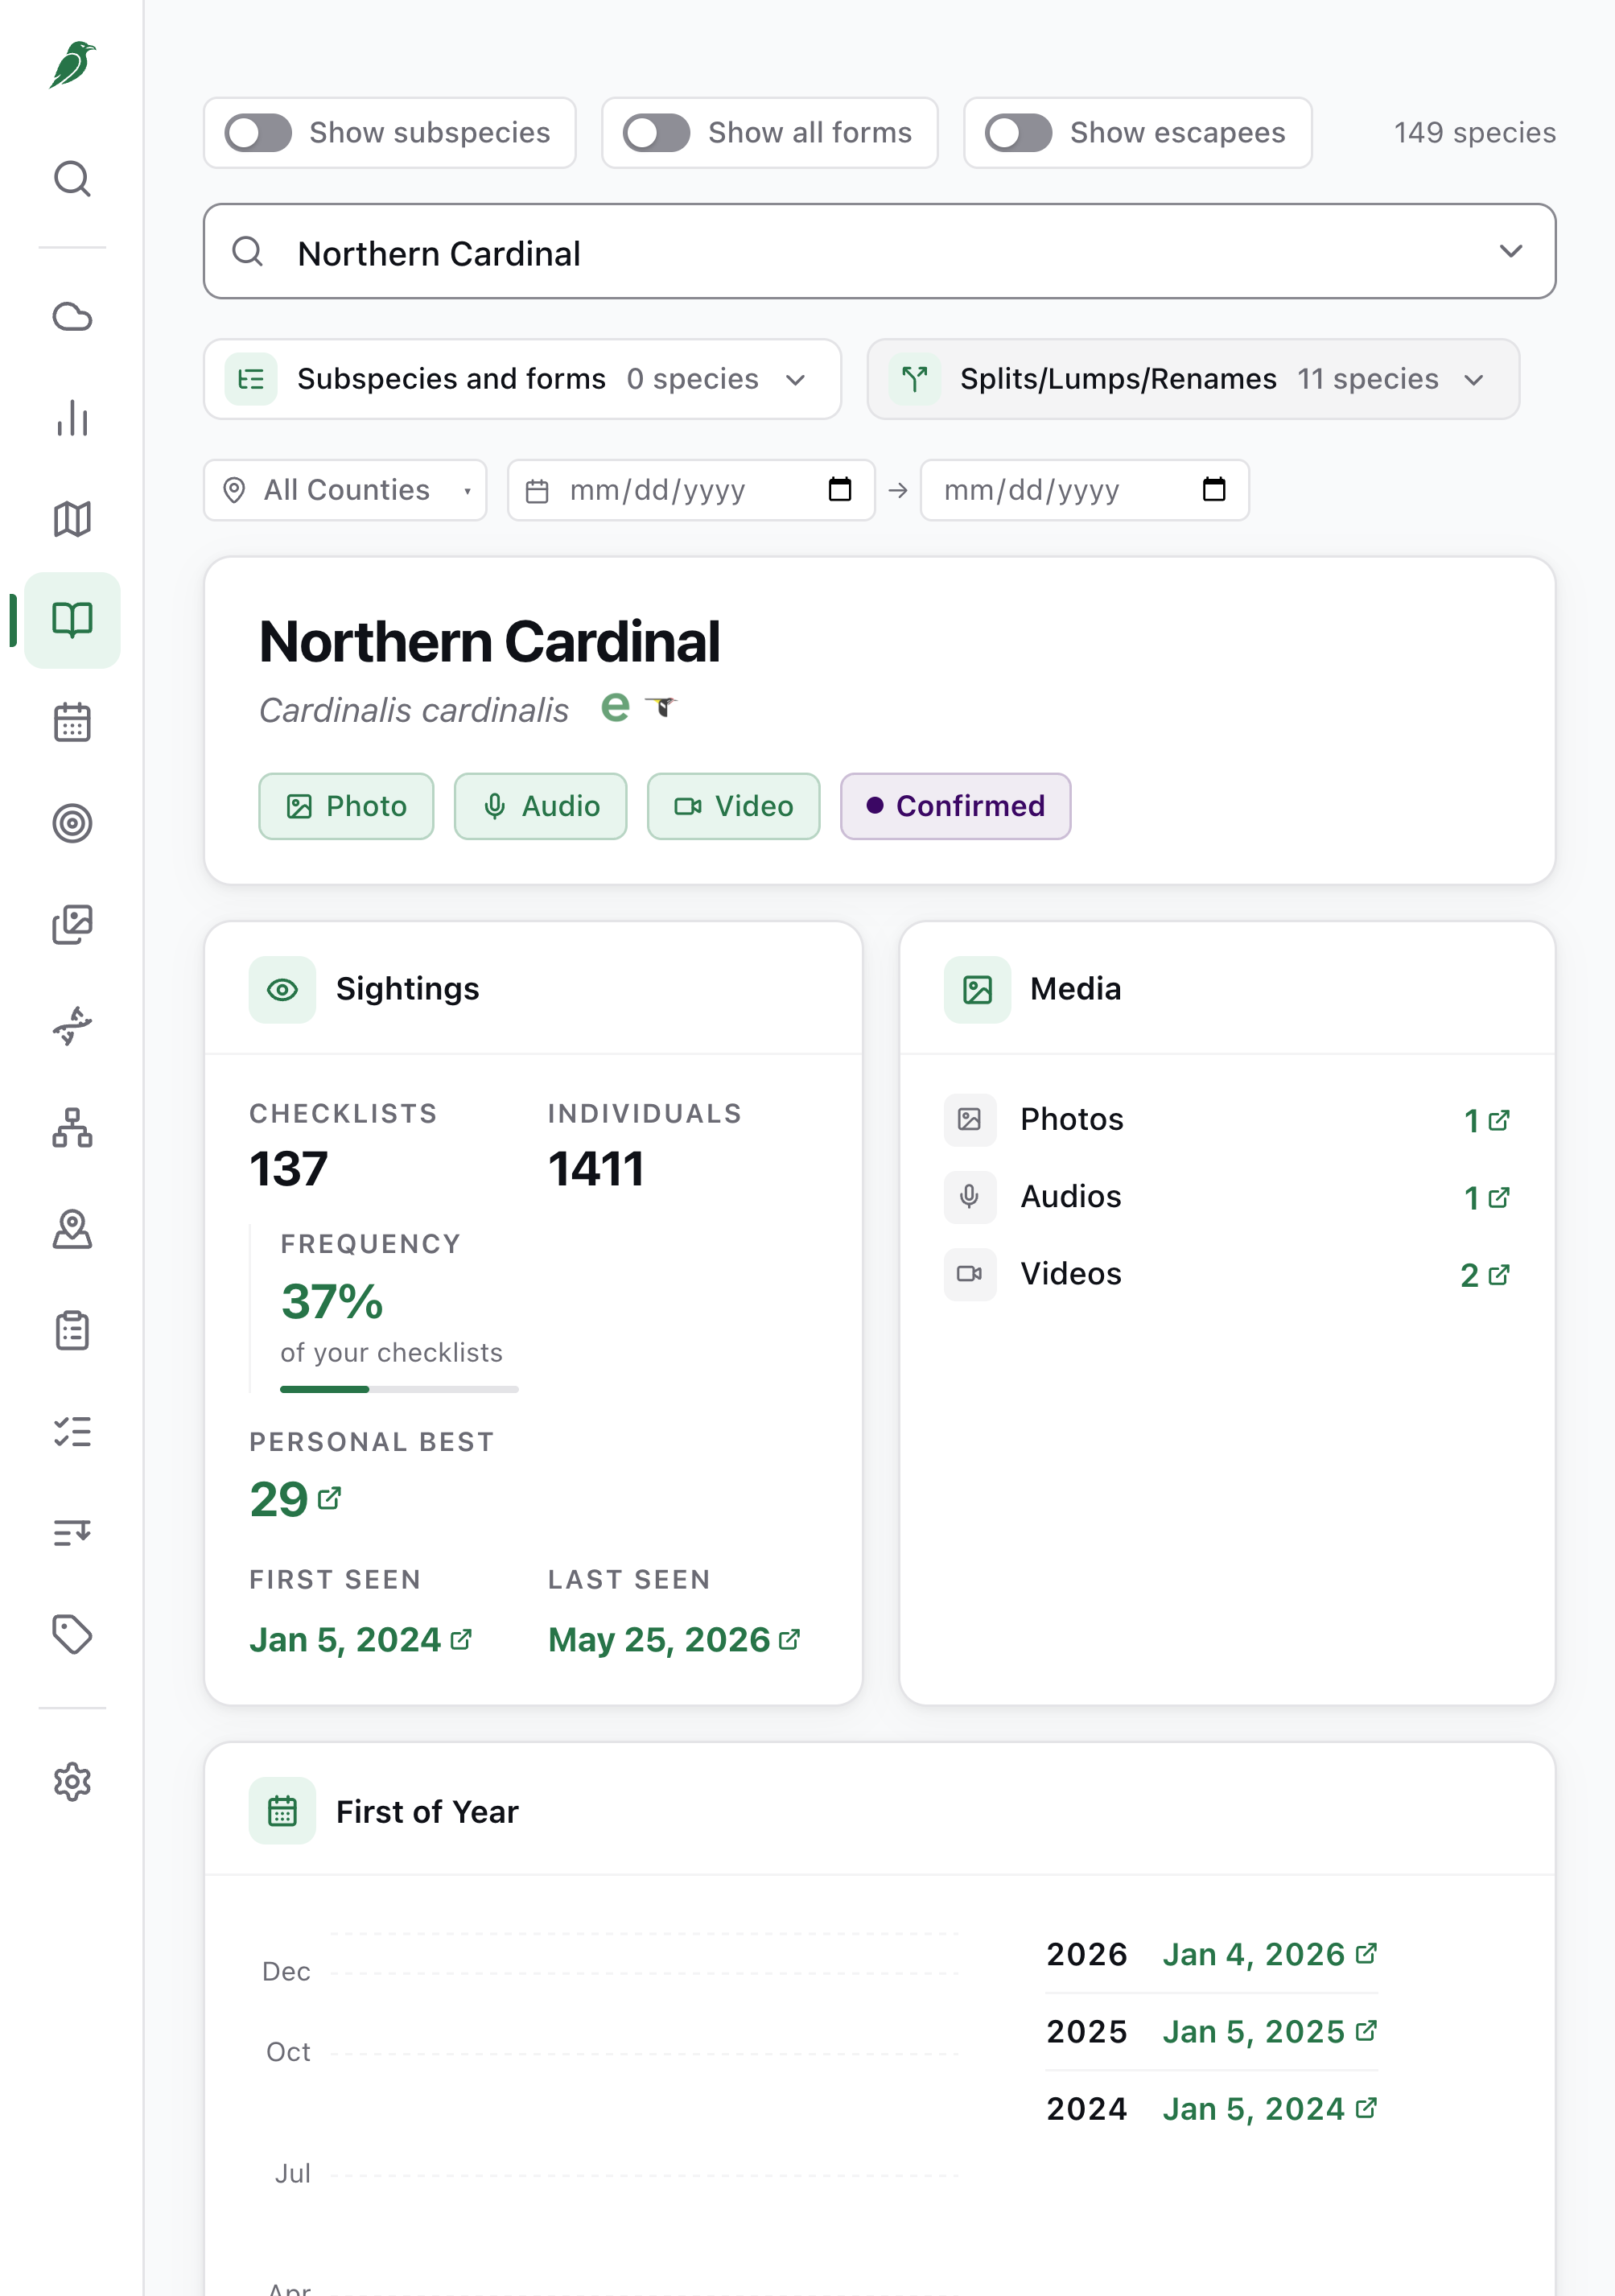 Show subspecies Show all forms Show escapees 149 species
Northern Cardinal
Subspecies and forms 0 species Splits/Lumps/Renames 11 species
All Counties mm/dd/yyyy → mm/dd/yyyy
Northern Cardinal
Cardinalis cardinalis e
Photo Audio Video Confirmed
Sightings
CHECKLISTS INDIVIDUALS
137 1411
FREQUENCY
37%
of your checklists
PERSONAL BEST
29
FIRST SEEN LAST SEEN
Jan 5, 2024 May 25, 2026
Media
Photos 1
Audios 1
Videos 2
First of Year
Dec
Oct
Jul
Apr
2026 Jan 4, 2026
2025 Jan 5, 2025
2024 Jan 5, 2024